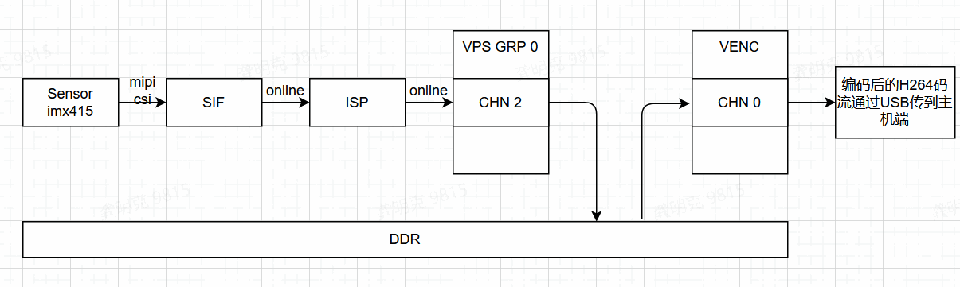 VPS GRP 0
VENC
Sensor
imx415
mipi
csi
SIF
online
ISP
online
CHN 2
CHN 0
编码后的H264码
流通过USB传到主
机端
DDR